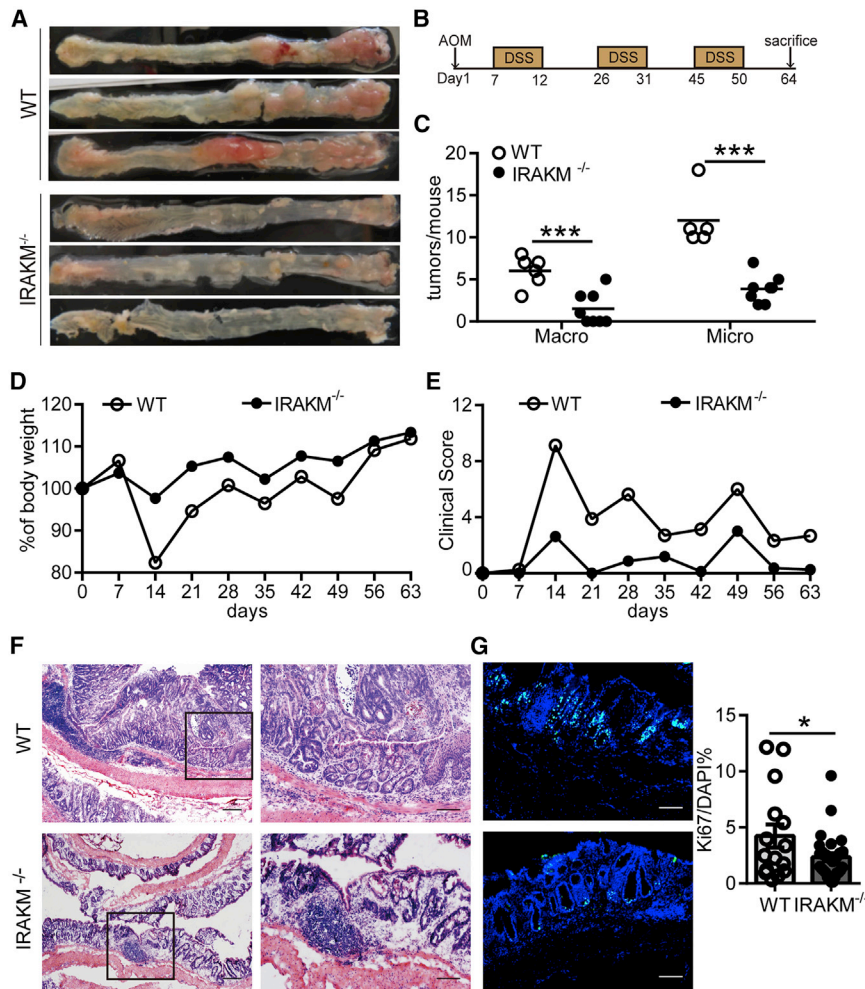 A
WT
IRAKM-/-
B
AOM
DSS
DSS
DSS
sacrifice
Day1
7
12
26
31
45
50
64
C
WT
IRAKM -/-
tumors/mouse
20
15
10
5
0
***
***
Macro
Micro
D
WT
IRAKM-/-
%of body weight
120
110
100
90
80
0 7 14 21 28 35 42 49 56 63
days
E
WT
IRAKM-/-
Clinical Score
12
8
4
0
0 7 14 21 28 35 42 49 56 63
days
F
WT
IRAKM -/-
G
Ki67/DAPI%
15
10
5
0
*
WT IRAKM-/-